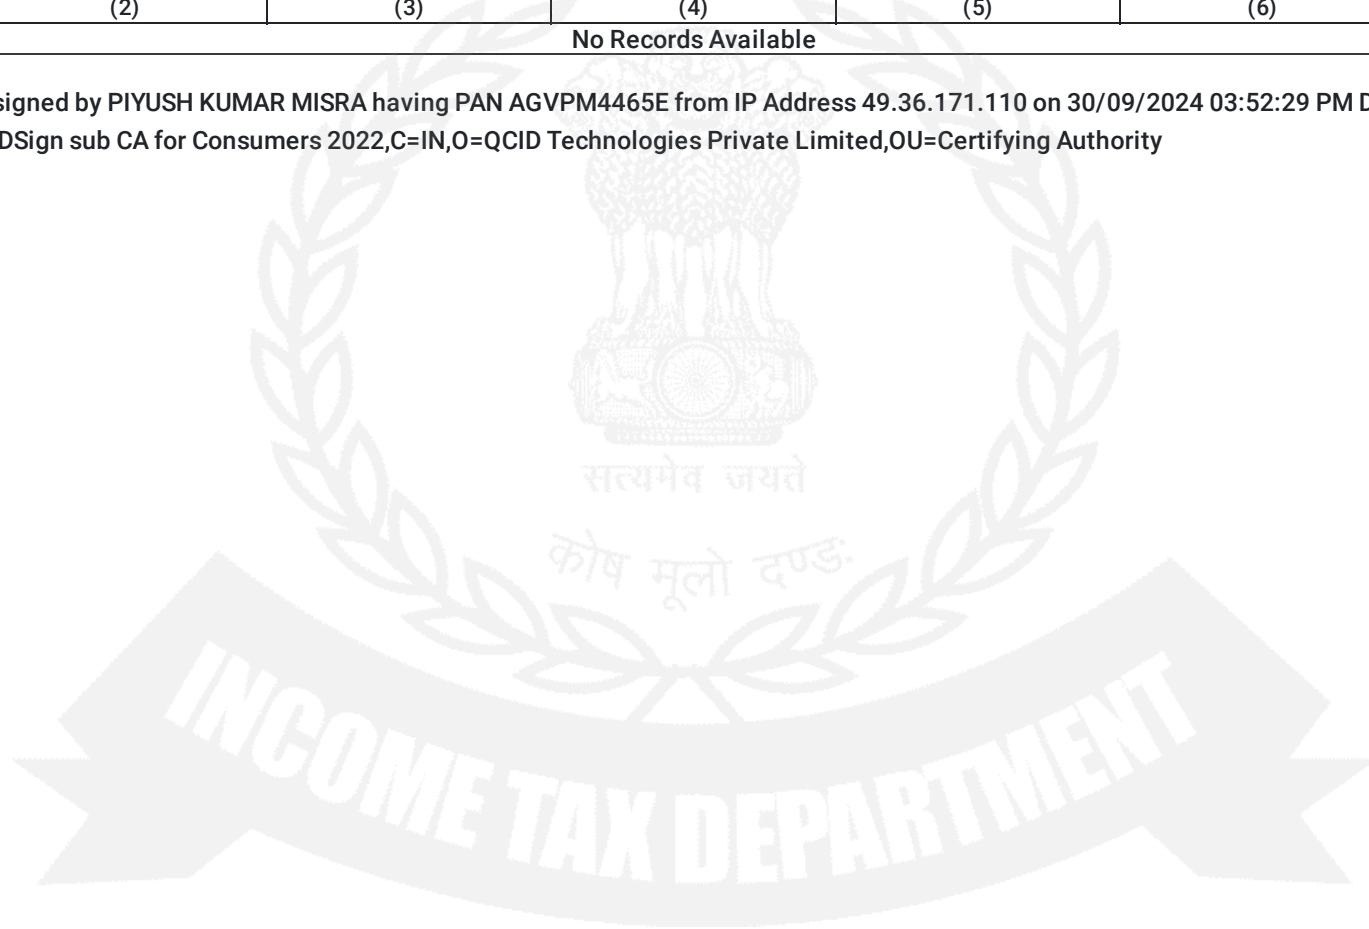 (2) (3) (4) (5) (6)
No Records Available
signed by PIYUSH KUMAR MISRA having PAN AGVPM4465E from IP Address 49.36.171.110 on 30/09/2024 03:52:29 PM D
DSign sub CA for Consumers 2022,C=IN,O=QCID Technologies Private Limited,OU=Certifying Authority
सत्यमेव जयते
कोष मूलो दण्डः
INCOME TAX DEPARTMENT